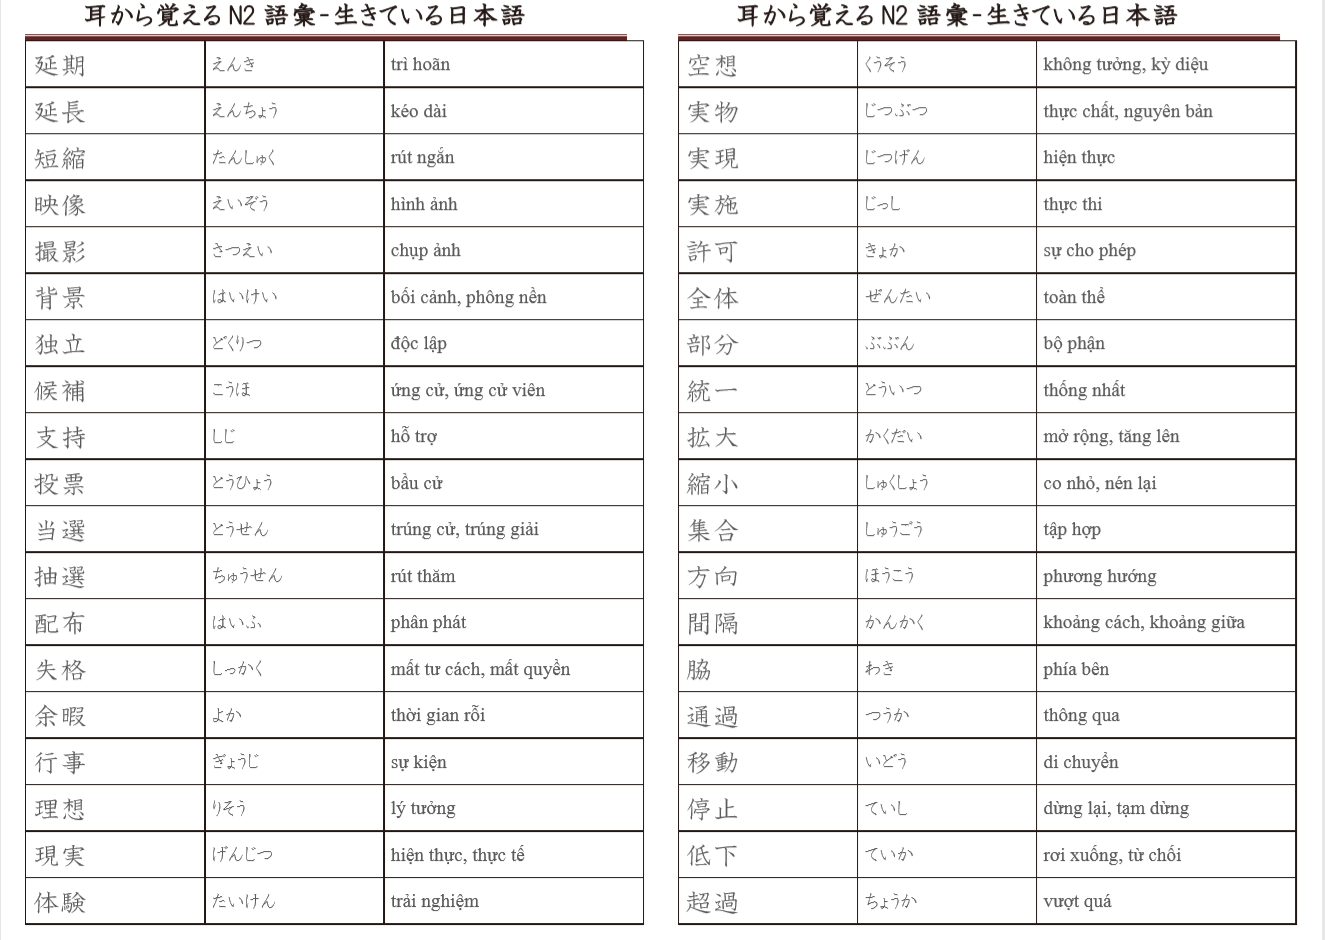 耳から覚える N2 語彙 - 生きている日本語
延期 えんき trì hoãn
延長 えんちょう kéo dài
短縮 たんしゅく rút ngắn
映像 えいぞう hình ảnh
撮影 さつえい chụp ảnh
背景 はいけい bối cảnh, phông nền
独立 どくりつ độc lập
候補 こうほ ứng cử, ứng cử viên
支持 しじ hỗ trợ
投票 とうひょう bầu cử
当選 とうせん trúng cử, trúng giải
抽選 ちゅうせん rút thăm
配布 はいふ phân phát
失格 しっかく mất tư cách, mất quyền
余暇 よか thời gian rỗi
行事 ぎょうじ sự kiện
理想 りそう lý tưởng
現実 げんじつ hiện thực, thực tế
体験 たいけん trải nghiệm
耳から覚える N2 語彙 - 生きている日本語
空想 くうそう không tưởng, kỳ diệu
実物 じつぶつ thực chất, nguyên bản
実現 じつげん hiện thực
実施 じっし thực thi
許可 きょか sự cho phép
全体 ぜんたい toàn thể
部分 ぶぶん bộ phận
統一 とういつ thống nhất
拡大 かくだい mở rộng, tăng lên
縮小 しゅくしょう co nhỏ, nén lại
集合 しゅうごう tập hợp
方向 ほうこう phương hướng
間隔 かんかく khoảng cách, khoảng giữa
脇 わき phía bên
通過 つうか thông qua
移動 いどう di chuyển
停止 ていし dừng lại, tạm dừng
低下 ていか rơi xuống, từ chối
超過 ちょうか vượt quá